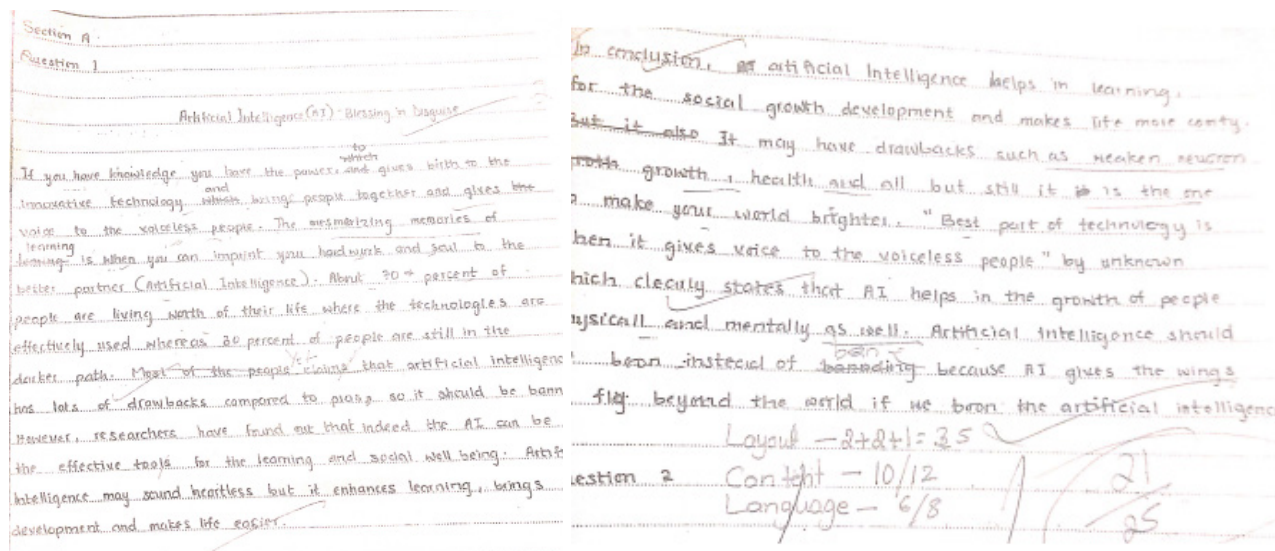 Section A.
Question 1
Artificial Intelligence (AI) - Blessing in Disguise
to
which
If you have knowledge you have the power and gives birth to the
and
innovative technology which brings people together and gives the
voice to the voiceless people. The mesmerizing memories of
learning
is when you can imprint your hardwork and soul to the
better partner (Artificial Intelligence). About 70 percent of
people are living worth of their life where the technologies are
effectively used whereas 30 percent of people are still in the
darker path. Most of the people claims that artificial intelligenc
has lots of drawbacks compared to pros, so it should be bann
However, researchers have found out that indeed the AI can be
the effective tools for the learning and social well being. Artif
Intelligence may sound heartless but it enhances learning, brings
development and makes life easier.
In conclusion, artificial Intelligence helps in learning,
for the social growth development and makes life more comfy.
But it also It may have drawbacks such as weaken neuron
growth, health and all but still it is the one
make your world brighter. "Best part of technology is
hen it gives voice to the voiceless people" by unknown
hich clearly states that AI helps in the growth of people
ysicall and mentally as well. Artificial intelligence should
ban
born instead of bannding because AI gives the wings
fly beyond the world if we bron the artificial intelligenc
Layout - 2+2+1=5
estion 2
Content - 10/12
Language - 6/8
21
25